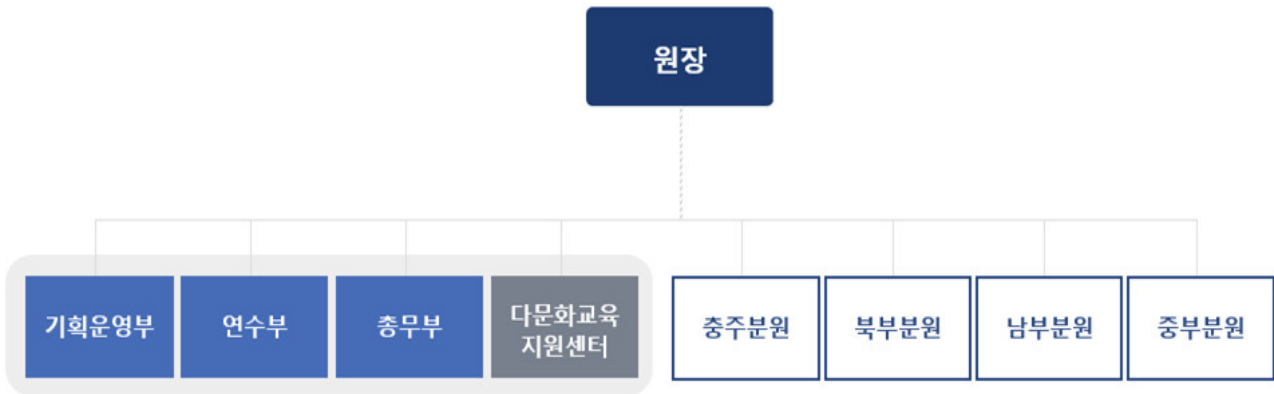 원장
기획운영부
연수부
총무부
다문화교육
지원센터
충주분원
북부분원
남부분원
중부분원